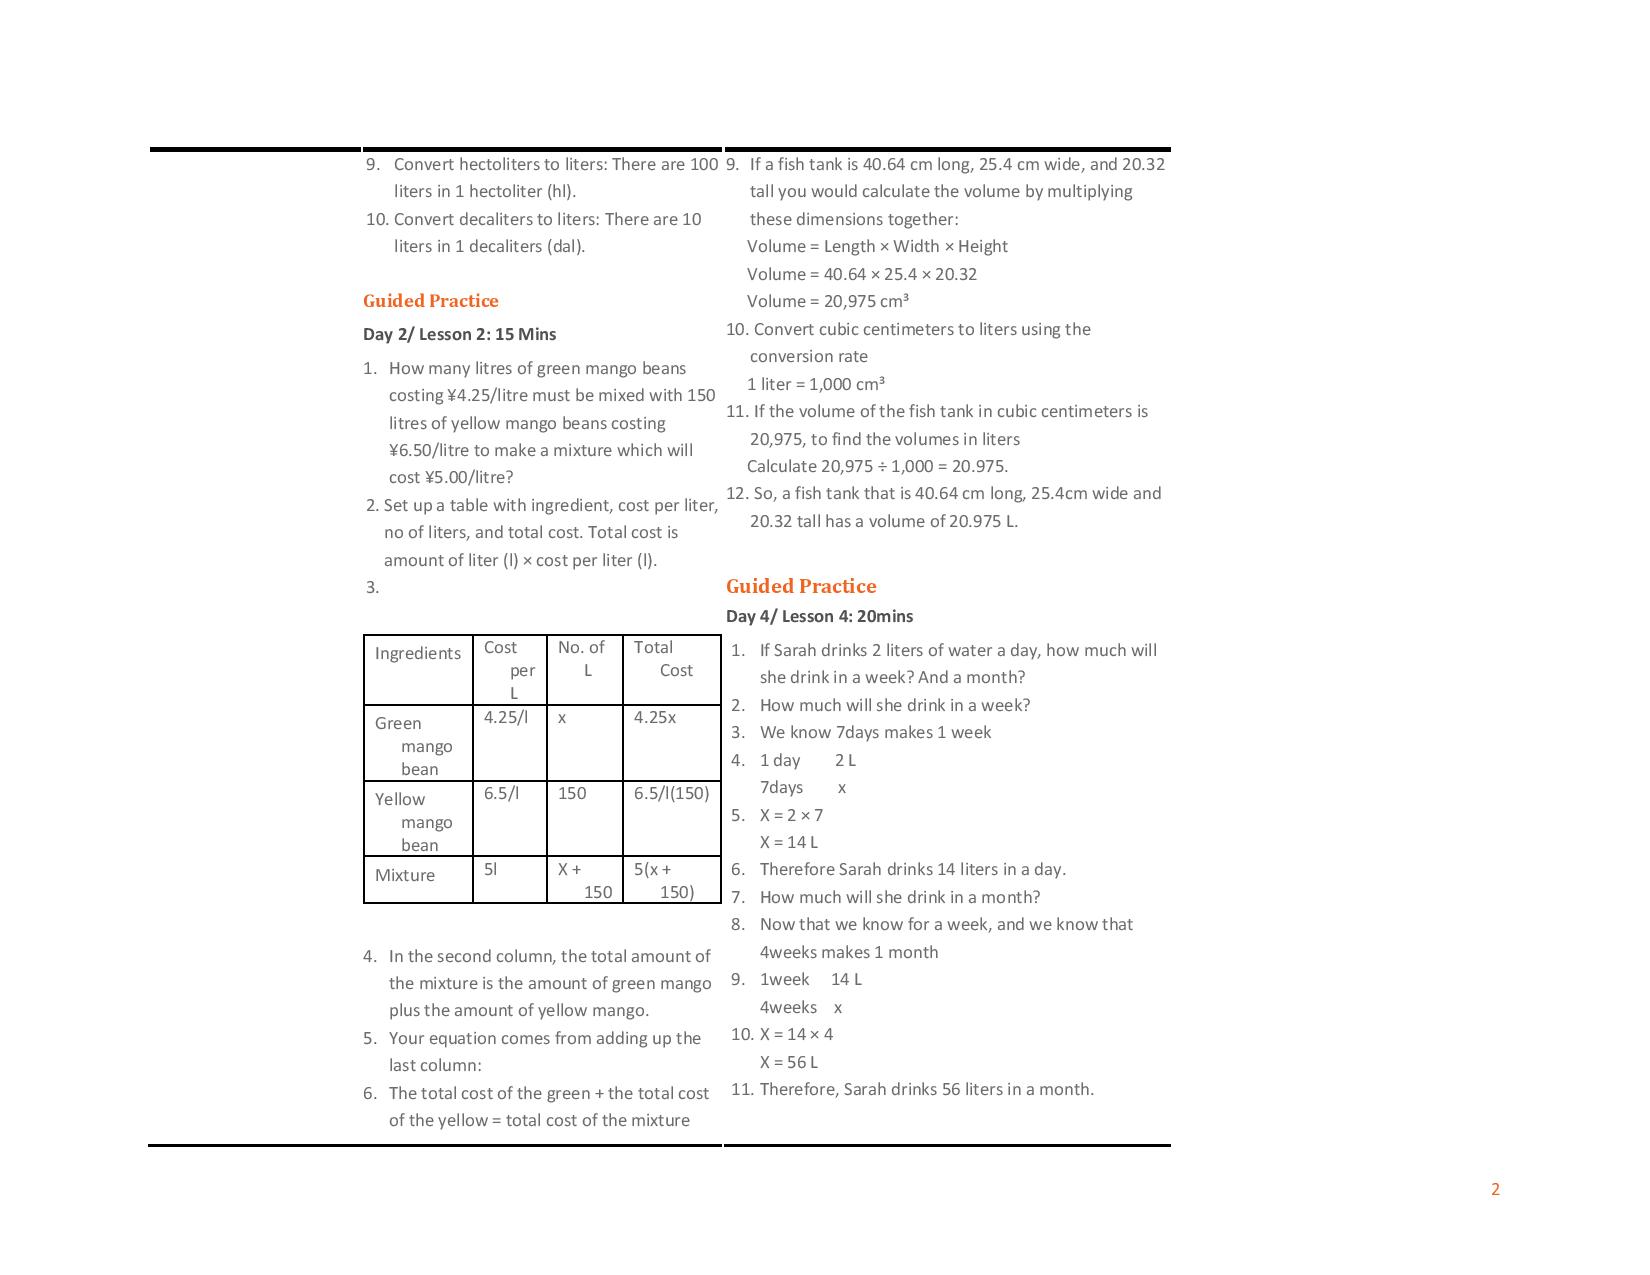 9. Convert hectoliters to liters: There are 100
liters in 1 hectoliter (hl).
10. Convert decaliters to liters: There are 10
liters in 1 decaliters (dal).
Guided Practice
Day 2/ Lesson 2: 15 Mins
1. How many litres of green mango beans
costing ¥4.25/litre must be mixed with 150
litres of yellow mango beans costing
¥6.50/litre to make a mixture which will
cost ¥5.00/litre?
2. Set up a table with ingredient, cost per liter,
no of liters, and total cost. Total cost is
amount of liter (l) × cost per liter (l).
3.
Ingredients
Cost
per
L
No. of
L
Total
Cost
Green
mango
bean
4.25/l
x
4.25x
Yellow
mango
bean
6.5/l
150
6.5/l(150)
Mixture
5l
X +
150
5(x +
150)
4. In the second column, the total amount of
the mixture is the amount of green mango
plus the amount of yellow mango.
5. Your equation comes from adding up the
last column:
6. The total cost of the green + the total cost
of the yellow = total cost of the mixture
9. If a fish tank is 40.64 cm long, 25.4 cm wide, and 20.32
tall you would calculate the volume by multiplying
these dimensions together:
Volume = Length × Width × Height
Volume = 40.64 × 25.4 × 20.32
Volume = 20,975 cm³
10. Convert cubic centimeters to liters using the
conversion rate
1 liter = 1,000 cm³
11. If the volume of the fish tank in cubic centimeters is
20,975, to find the volumes in liters
Calculate 20,975 ÷ 1,000 = 20.975.
12. So, a fish tank that is 40.64 cm long, 25.4cm wide and
20.32 tall has a volume of 20.975 L.
Guided Practice
Day 4/ Lesson 4: 20mins
1. If Sarah drinks 2 liters of water a day, how much will
she drink in a week? And a month?
2. How much will she drink in a week?
3. We know 7days makes 1 week
4. 1 day 2 L
7days x
5. X = 2 × 7
X = 14 L
6. Therefore Sarah drinks 14 liters in a day.
7. How much will she drink in a month?
8. Now that we know for a week, and we know that
4weeks makes 1 month
9. 1week 14 L
4weeks x
10. X = 14 × 4
X = 56 L
11. Therefore, Sarah drinks 56 liters in a month.
2